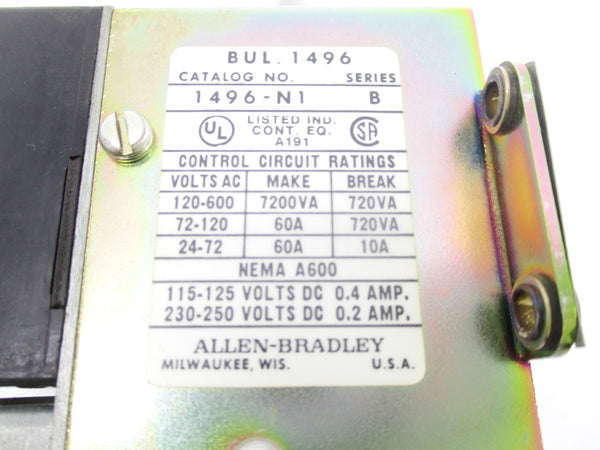 BUL. 1496
CATALOG NO. SERIES
1496-N1 B
UL LISTED IND. CONT. EQ. A191 SA
CONTROL CIRCUIT RATINGS
VOLTS AC MAKE BREAK
120-600 7200VA 720VA
72-120 60A 720VA
24-72 60A 10A
NEMA A600
115-125 VOLTS DC 0.4 AMP.
230-250 VOLTS DC 0.2 AMP.
ALLEN-BRADLEY
MILWAUKEE, WIS. U.S.A.